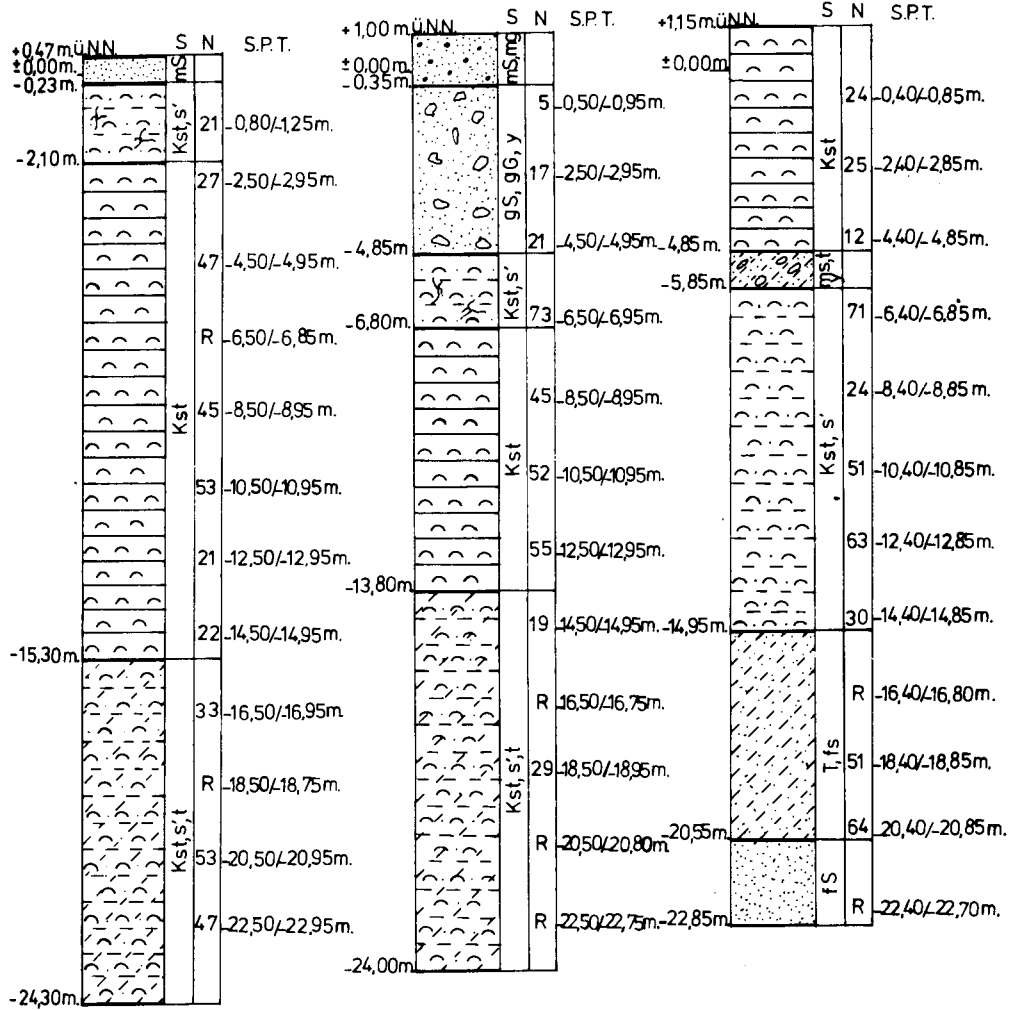 +0,47 m.üN.N. S N S.P.T.
±0,00m.
mS
-0,23m.
Kst, s'
21 -0,80/-1,25m.
-2,10m.
27 -2,50/-2,95m.
47 -4,50/-4,95m.
R -6,50/-6,85m.
Kst
45 -8,50/-8,95m.
53 -10,50/-10,95m.
21 -12,50/-12,95m.
22 -14,50/-14,95m.
-15,30m.
33 -16,50/-16,95m.
R -18,50/-18,75m.
Kst, s', t
53 -20,50/-20,95m.
47 -22,50/-22,95m.
-24,30m.
+1,00 m.üN.N. S N S.P.T.
mS, mg
±0,00m.
-0,35m.
5 -0,50/-0,95m.
gS, gG, y
17 -2,50/-2,95m.
21 -4,50/-4,95m.
-4,85m.
Kst, s'
73 -6,50/-6,95m.
-6,80m.
45 -8,50/-8,95m.
Kst
52 -10,50/-10,95m.
55 -12,50/-12,95m.
-13,80m.
19 -14,50/-14,95m.
R -16,50/-16,75m.
Kst, s', t
29 -18,50/-18,95m.
R -20,50/-20,80m.
R -22,50/-22,75m.
-24,00m.
+1,15m.üN.N. S N S.P.T.
±0,00m.
24 -0,40/-0,85m.
Kst
25 -2,40/-2,85m.
12 -4,40/-4,85m.
-4,85m.
-5,85m.
71 -6,40/-6,85m.
24 -8,40/-8,85m.
Kst, s'
51 -10,40/-10,85m.
63 -12,40/-12,85m.
30 -14,40/-14,85m.
-14,95m.
R -16,40/-16,80m.
T, fs
51 -18,40/-18,85m.
64 -20,40/-20,85m.
-20,55m.
fS
R -22,40/-22,70m.
-22,85m.